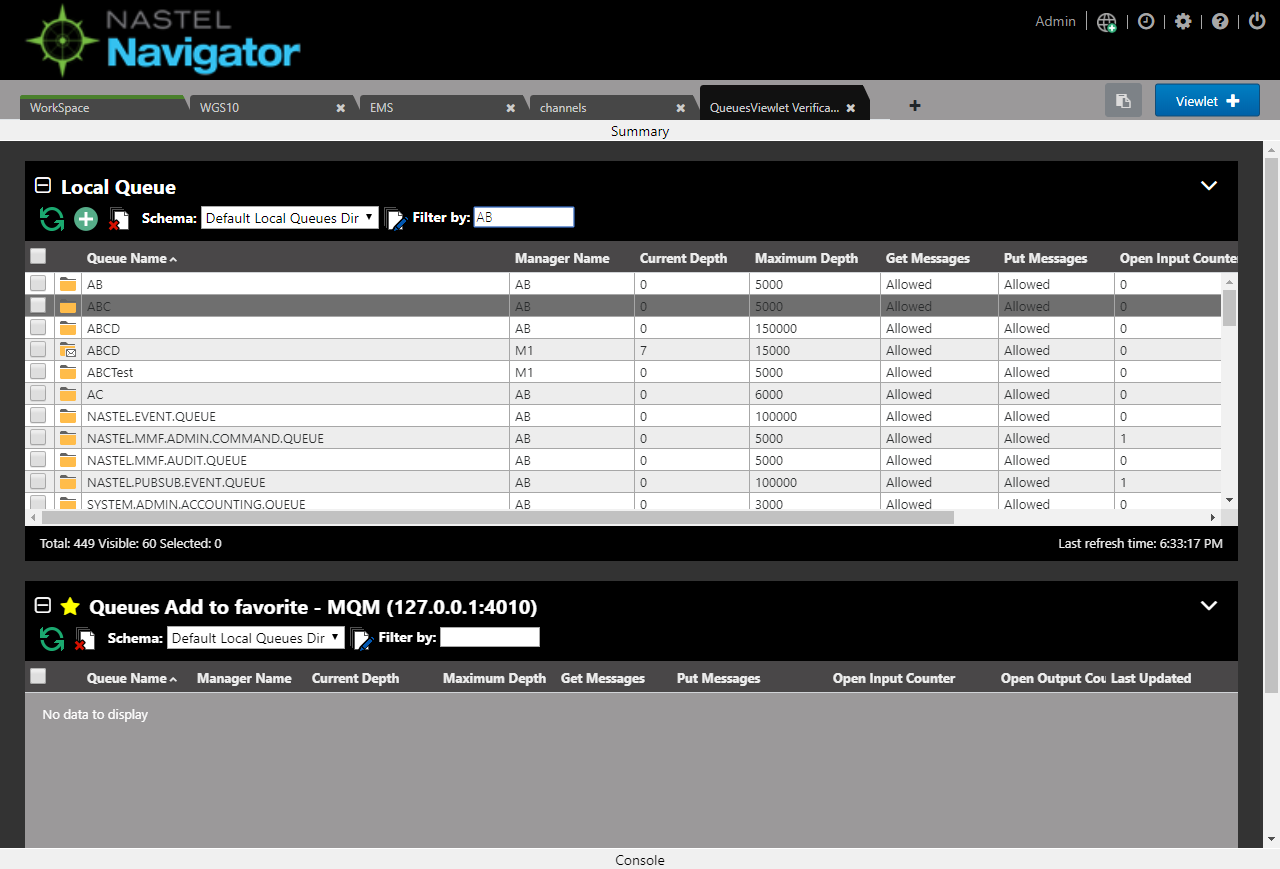 NASTEL
Navigator
Admin
WorkSpace
WGS10
EMS
channels
QueuesViewlet Verifica...
Viewlet
Summary
Local Queue
Schema: Default Local Queues Dir Filter by: AB
Queue Name Manager Name Current Depth Maximum Depth Get Messages Put Messages Open Input Counte
AB AB 0 5000 Allowed Allowed 0
ABC AB 0 5000 Allowed Allowed 0
ABCD AB 0 150000 Allowed Allowed 0
ABCD M1 7 15000 Allowed Allowed 0
ABCTest M1 0 5000 Allowed Allowed 0
AC AB 0 6000 Allowed Allowed 0
NASTEL.EVENT.QUEUE AB 0 100000 Allowed Allowed 0
NASTEL.MMF.ADMIN.COMMAND.QUEUE AB 0 5000 Allowed Allowed 1
NASTEL.MMF.AUDIT.QUEUE AB 0 5000 Allowed Allowed 0
NASTEL.PUBSUB.EVENT.QUEUE AB 0 100000 Allowed Allowed 1
SYSTEM.ADMIN.ACCOUNTING.QUEUE AB 0 3000 Allowed Allowed 0
Total: 449 Visible: 60 Selected: 0 Last refresh time: 6:33:17 PM
Queues Add to favorite - MQM (127.0.0.1:4010)
Schema: Default Local Queues Dir Filter by:
Queue Name Manager Name Current Depth Maximum Depth Get Messages Put Messages Open Input Counter Open Output Cou Last Updated
No data to display
Console